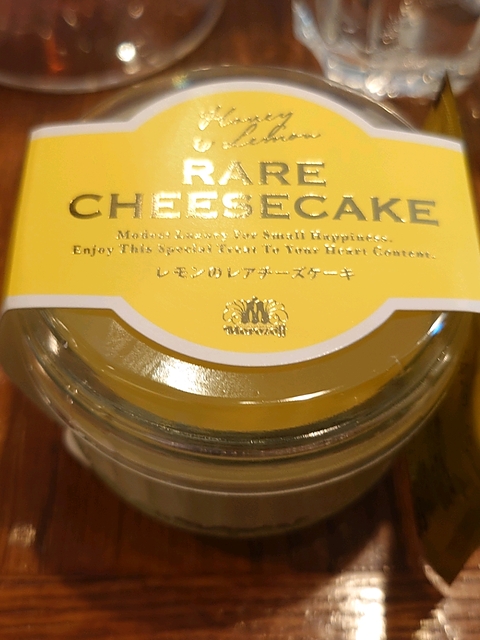 Honey
& Lemon
RARE
CHEESECAKE
Modest Luxury For Small Happiness.
Enjoy This Special Treat To Your Heart Content.
レモンのレアチーズケーキ
Morozoff